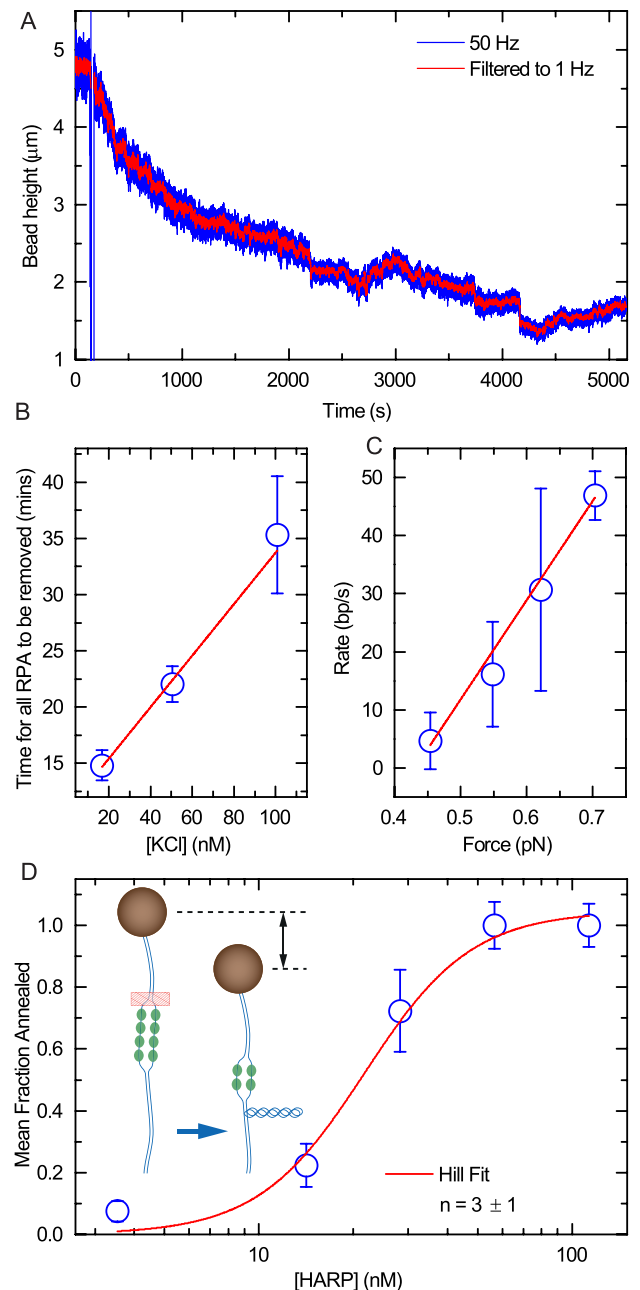 A
50 Hz
Filtered to 1 Hz
5
4
3
2
1
Bead height (μm)
0 1000 2000 3000 4000 5000
Time (s)
B
40
35
30
25
20
15
Time for all RPA to be removed (mins)
20 40 60 80 100
[KCl] (nM)
C
50
40
30
20
10
0
Rate (bp/s)
0.4 0.5 0.6 0.7
Force (pN)
D
1.0
0.8
0.6
0.4
0.2
0.0
Mean Fraction Annealed
Hill Fit
n = 3 ± 1
10 100
[HARP] (nM)